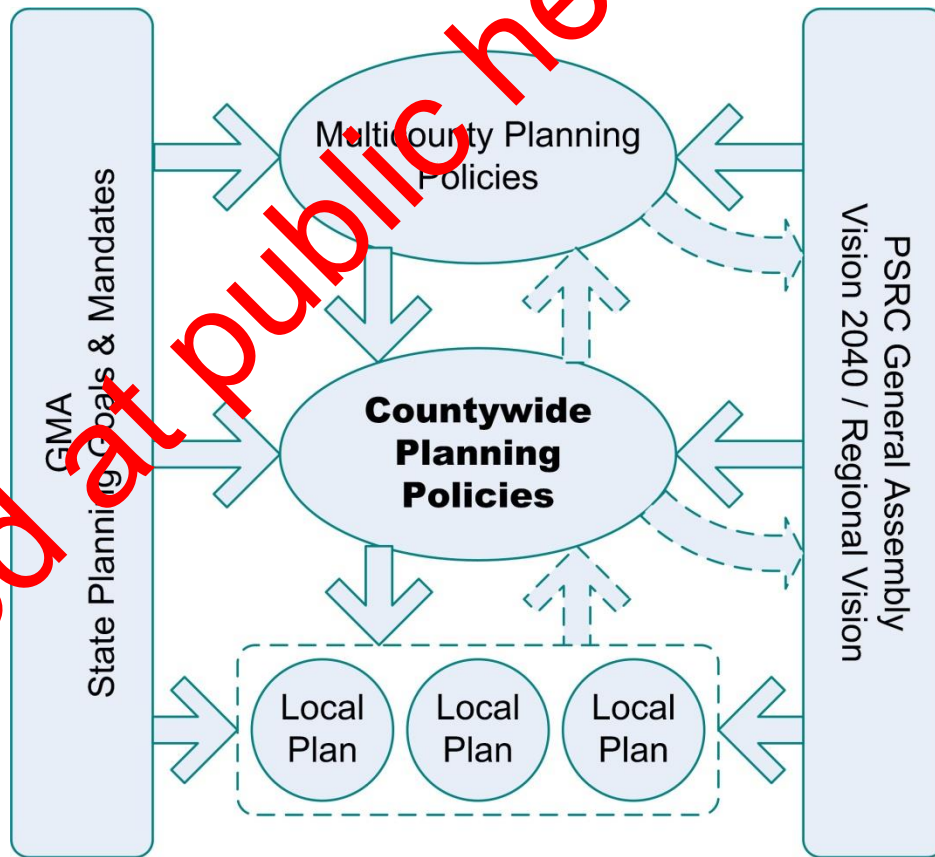 GMA
State Planning Goals & Mandates
Multicounty Planning
Policies
Countywide
Planning
Policies
Local
Plan
Local
Plan
Local
Plan
PSRC General Assembly
Vision 2040 / Regional Vision
at public